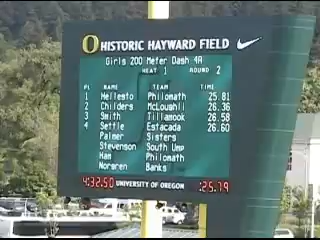 O HISTORIC HAYWARD FIELD
Girls 200 Meter Dash 4A
HEAT 1 ROUND 2
PL NAME TEAM TIME
1 Mellesto Philomath 25.81
2 Childers McLoughli 26.36
3 Smith Tillamook 26.58
4 Settle Estacada 26.60
Palmer Sisters
Stevenson South Ump
Ham Philomath
Norgren Banks
4:32.50 UNIVERSITY OF OREGON :25.79